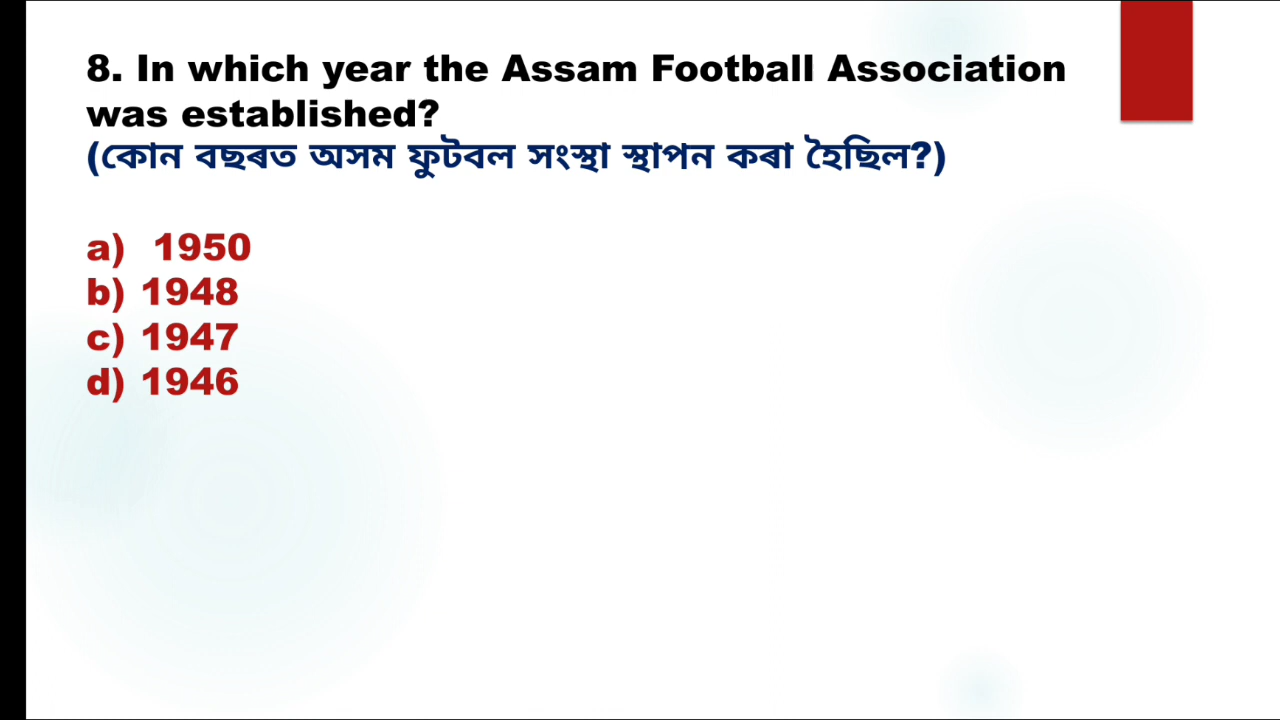 8. In which year the Assam Football Association
was established?
(কোন বছৰত অসম ফুটবল সংস্থা স্থাপন কৰা হৈছিল?)
a) 1950
b) 1948
c) 1947
d) 1946